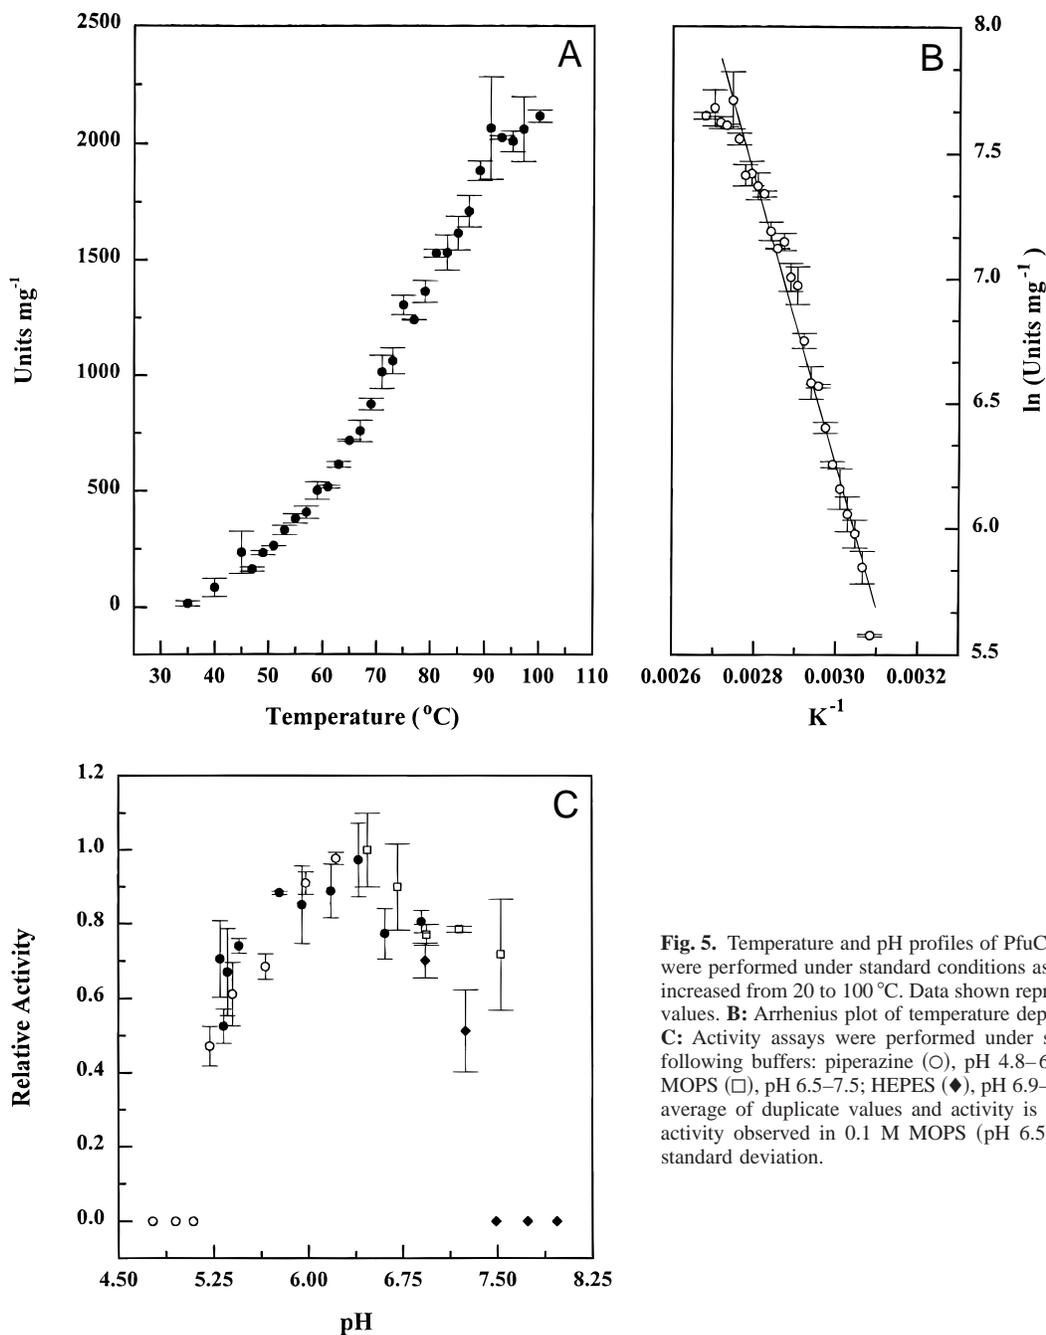 A
2500
2000
1500
1000
500
0
Units mg-1
30 40 50 60 70 80 90 100 110
Temperature (°C)
B
8.0
7.5
7.0
6.5
6.0
5.5
ln (Units mg-1)
0.0026 0.0028 0.0030 0.0032
K-1
C
1.2
1.0
0.8
0.6
0.4
0.2
0.0
Relative Activity
4.50 5.25 6.00 6.75 7.50 8.25
pH
Fig. 5. Temperature and pH profiles of PfuC
were performed under standard conditions as
increased from 20 to 100 °C. Data shown repr
values. B: Arrhenius plot of temperature dep
C: Activity assays were performed under s
following buffers: piperazine (○), pH 4.8–6
MOPS (□), pH 6.5–7.5; HEPES (◆), pH 6.9–
average of duplicate values and activity is
activity observed in 0.1 M MOPS (pH 6.5
standard deviation.